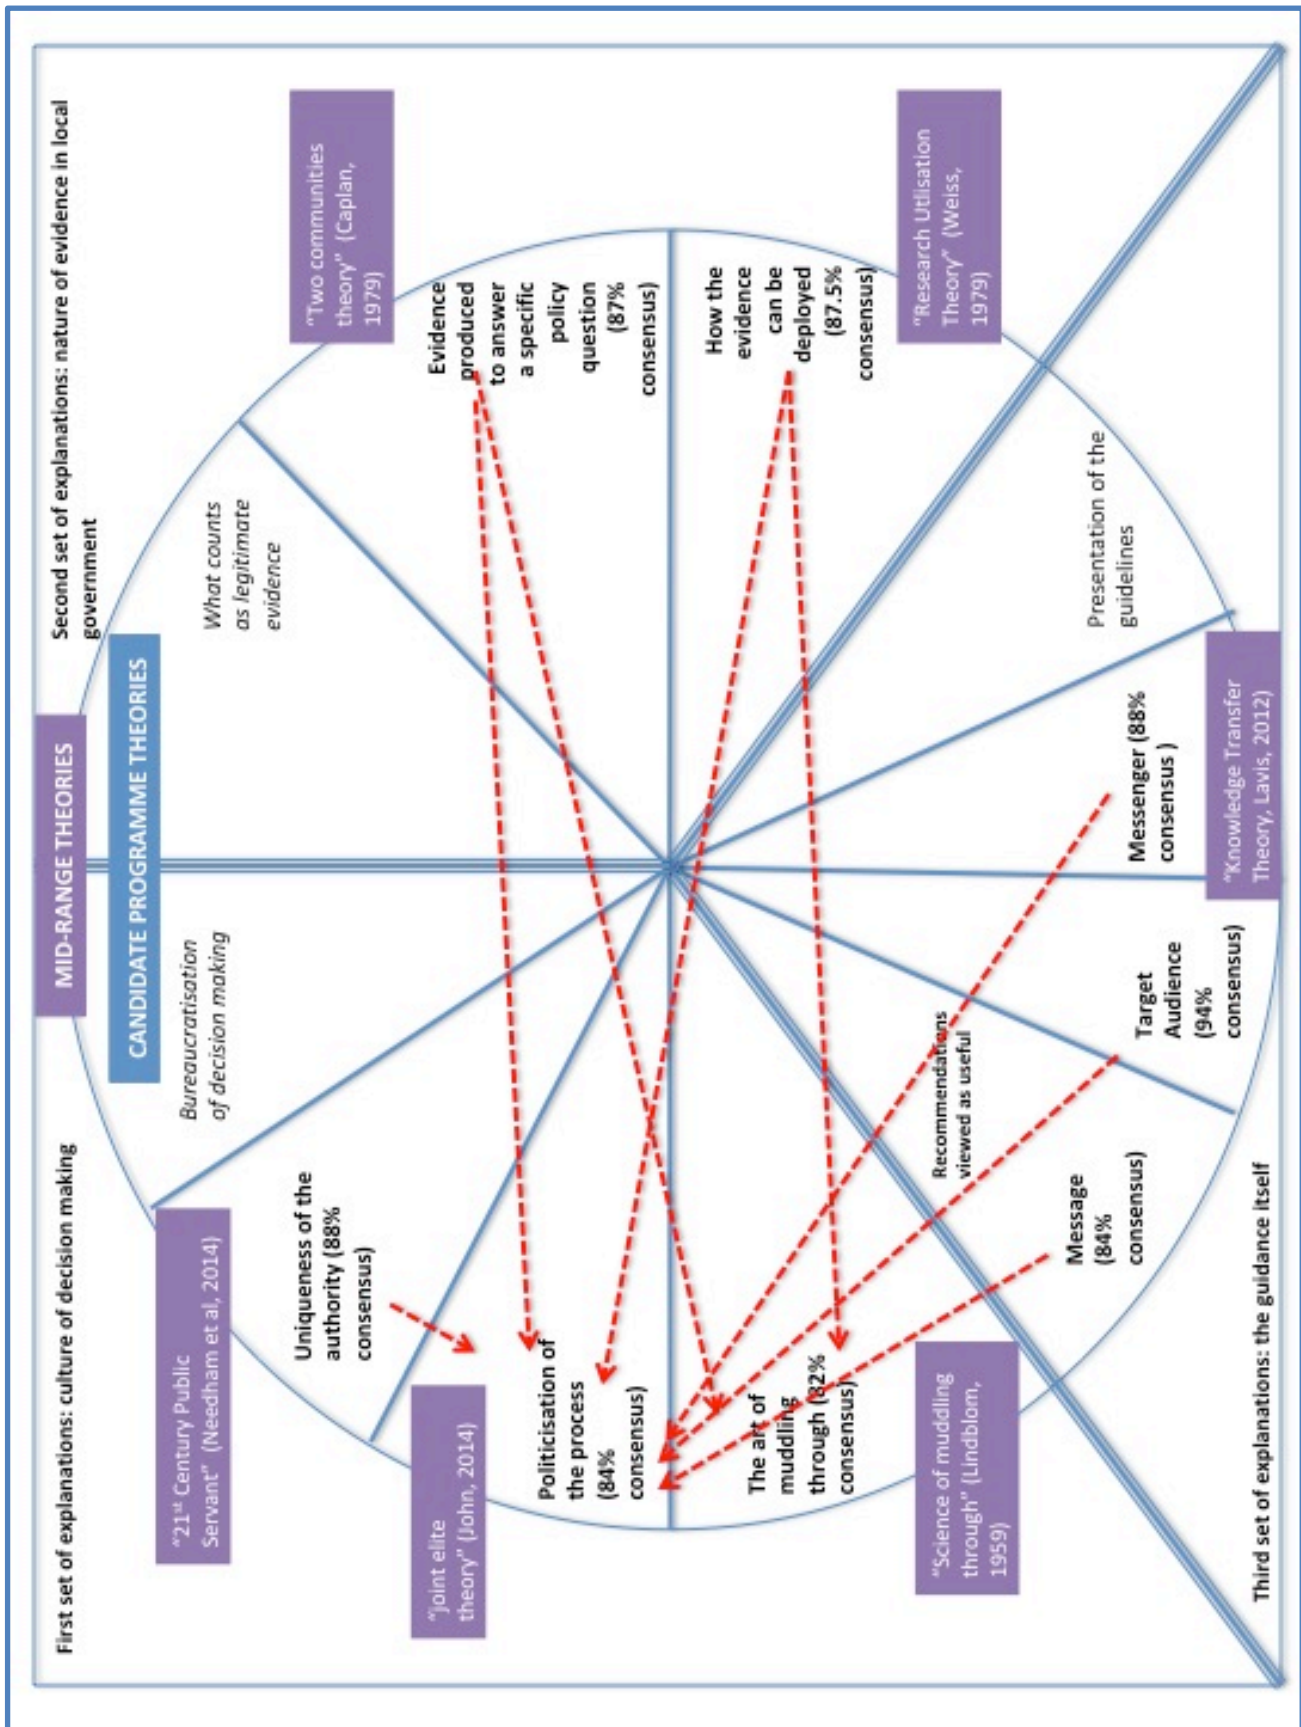 MID-RANGE THEORIES
CANDIDATE PROGRAMME THEORIES
First set of explanations: culture of decision making
Bureaucratisation
of decision making
"21st Century Public
Servant" (Needham et al, 2014)
Uniqueness of the
authority (88%
consensus)
"joint elite
theory" (John, 2014)
Politicisation of
the process
(84%
consensus)
The art of
muddling
through (82%
consensus)
"Science of muddling
through" (Lindblom,
1959)
Second set of explanations: nature of evidence in local
government
What counts
as legitimate
evidence
"Two communities
theory" (Caplan,
1979)
Evidence
produced
to answer
a specific
policy
question
(87%
consensus)
How the
evidence
can be
deployed
(87.5%
consensus)
"Research Utlisation
Theory" (Weiss,
1979)
Presentation of the
guidelines
Messenger (88%
consensus )
"Knowledge Transfer
Theory, Lavis, 2012)
Target
Audience
(94%
consensus)
Recommendations
viewed as useful
Message
(84%
consensus)
Third set of explanations: the guidance itself